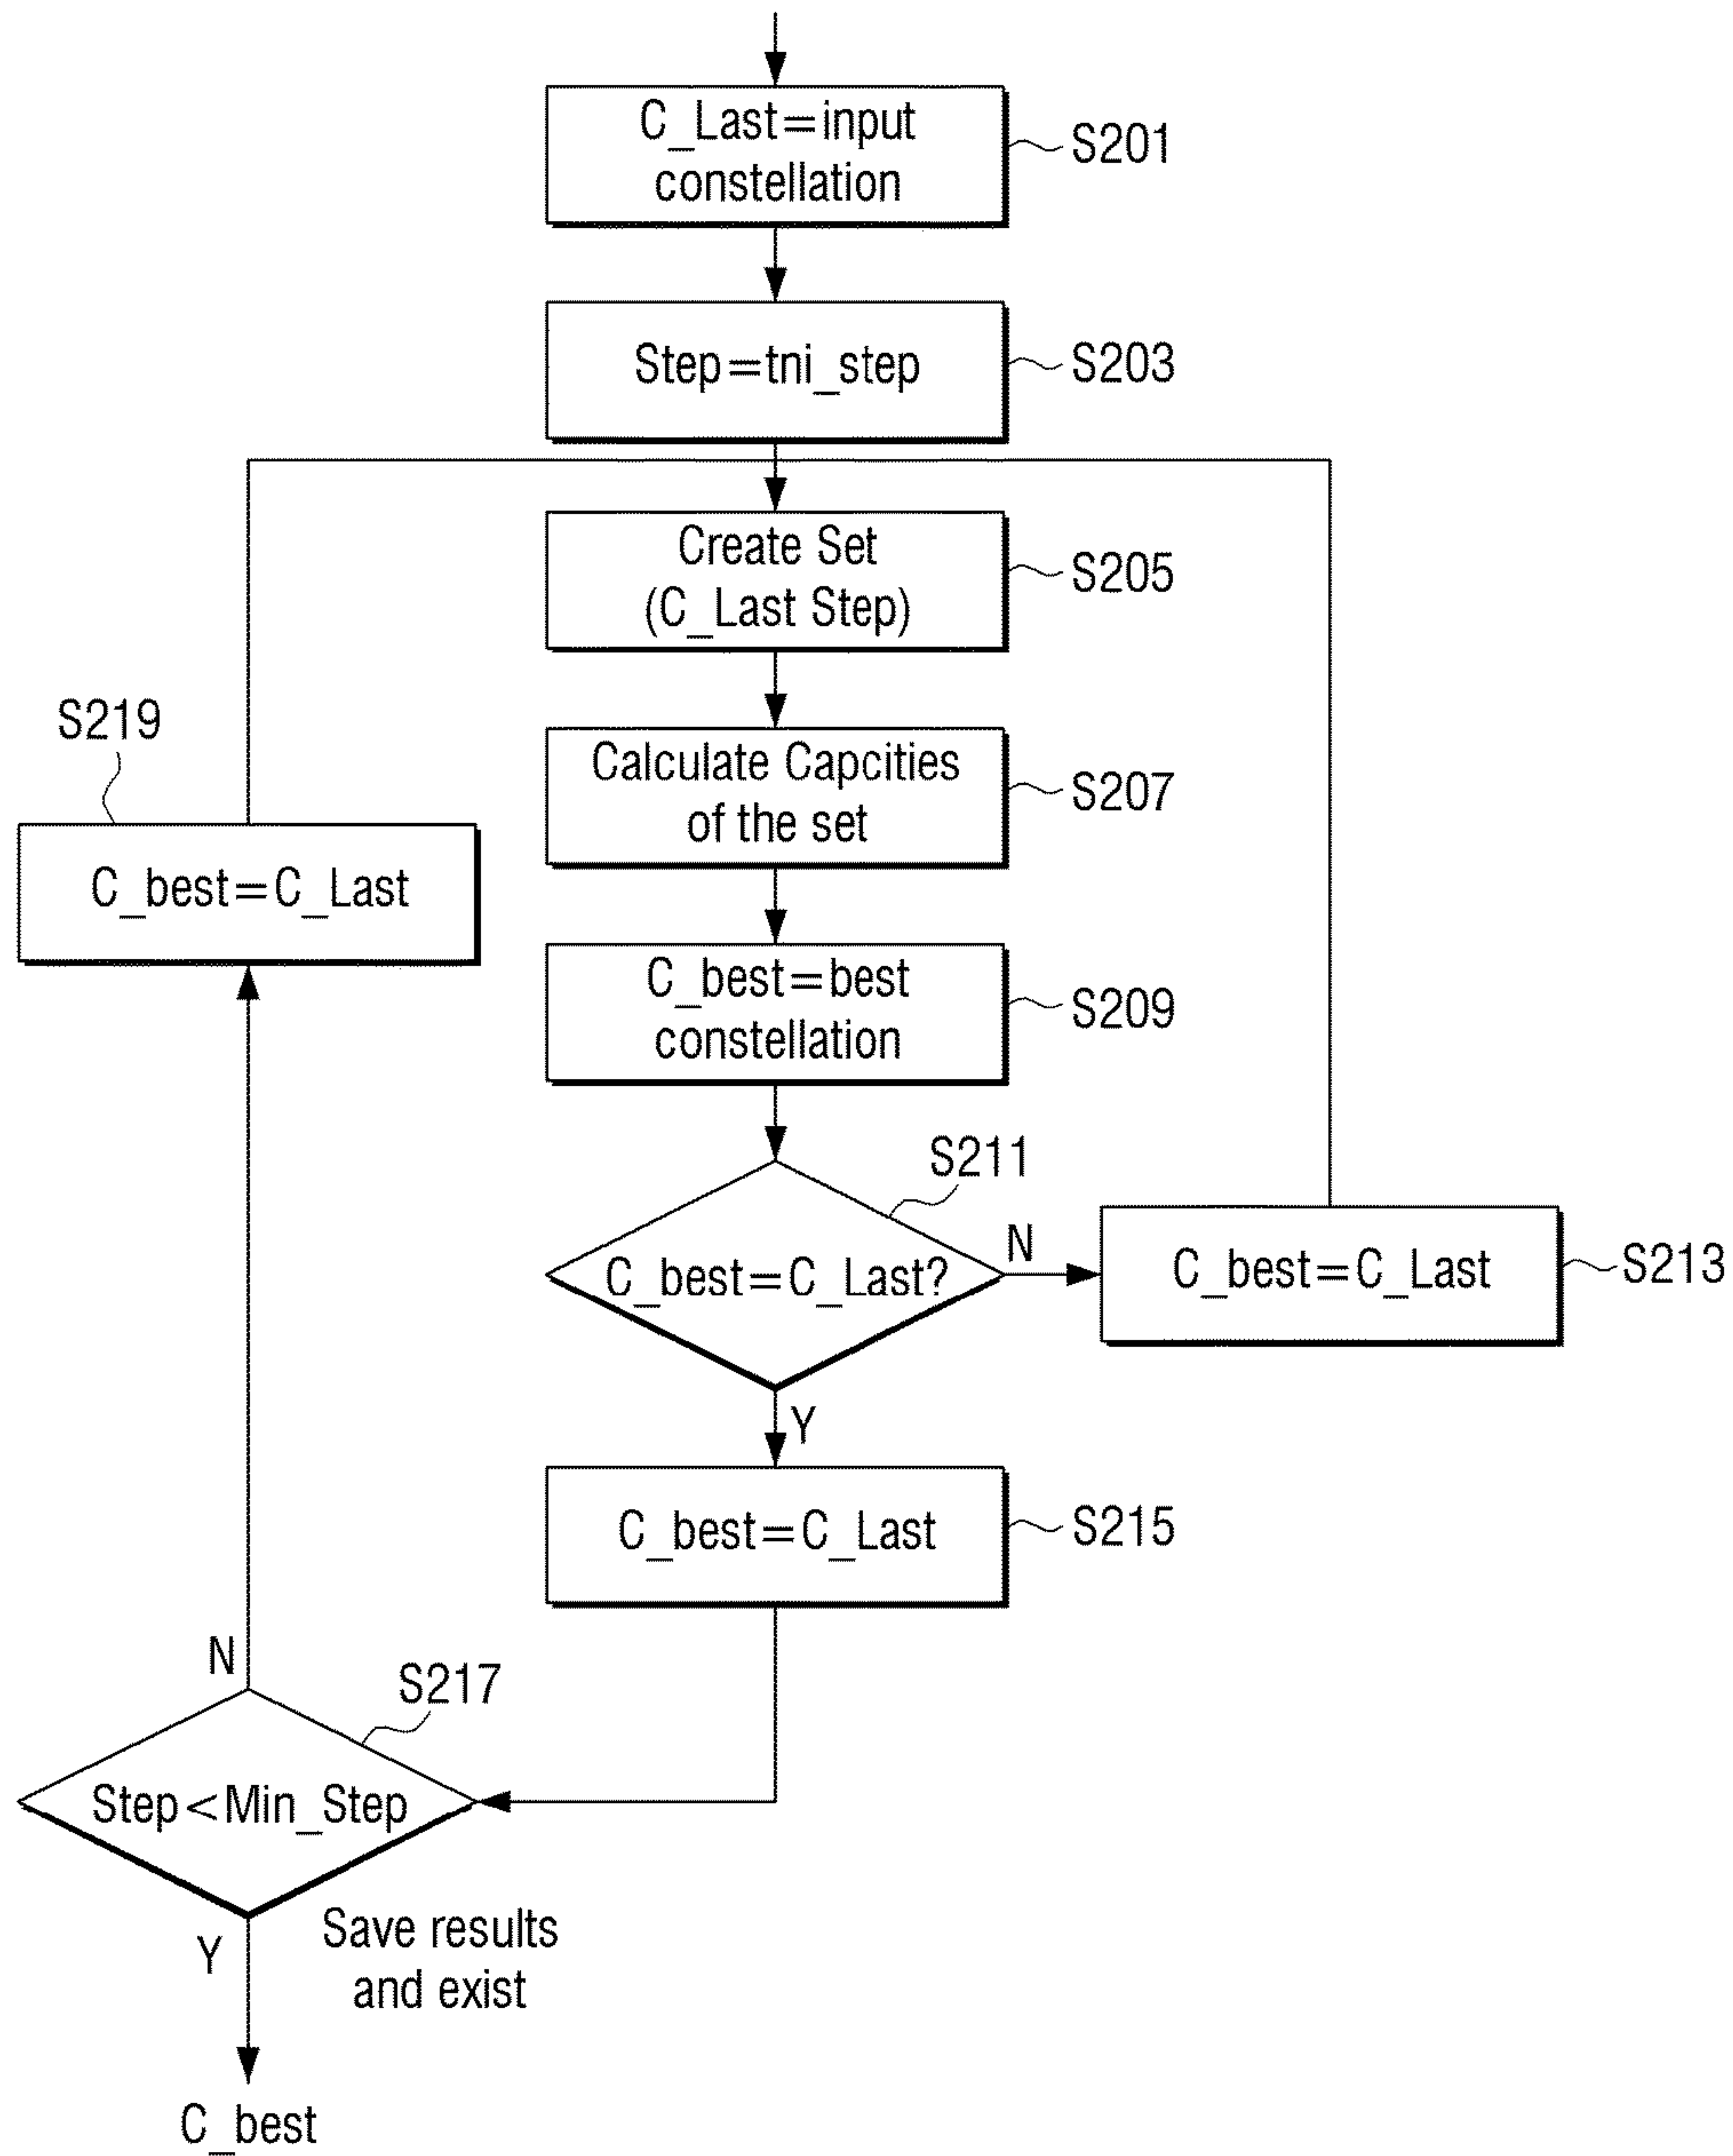 C_Last=input
constellation
S201
Step=tni_step
S203
Create Set
(C_Last Step)
S205
S219
Calculate Capcities
of the set
S207
C_best=C_Last
C_best=best
constellation
S209
S211
C_best=C_Last?
N
C_best=C_Last
S213
Y
C_best=C_Last
S215
N
S217
Step<Min_Step
Y
Save results
and exist
C_best